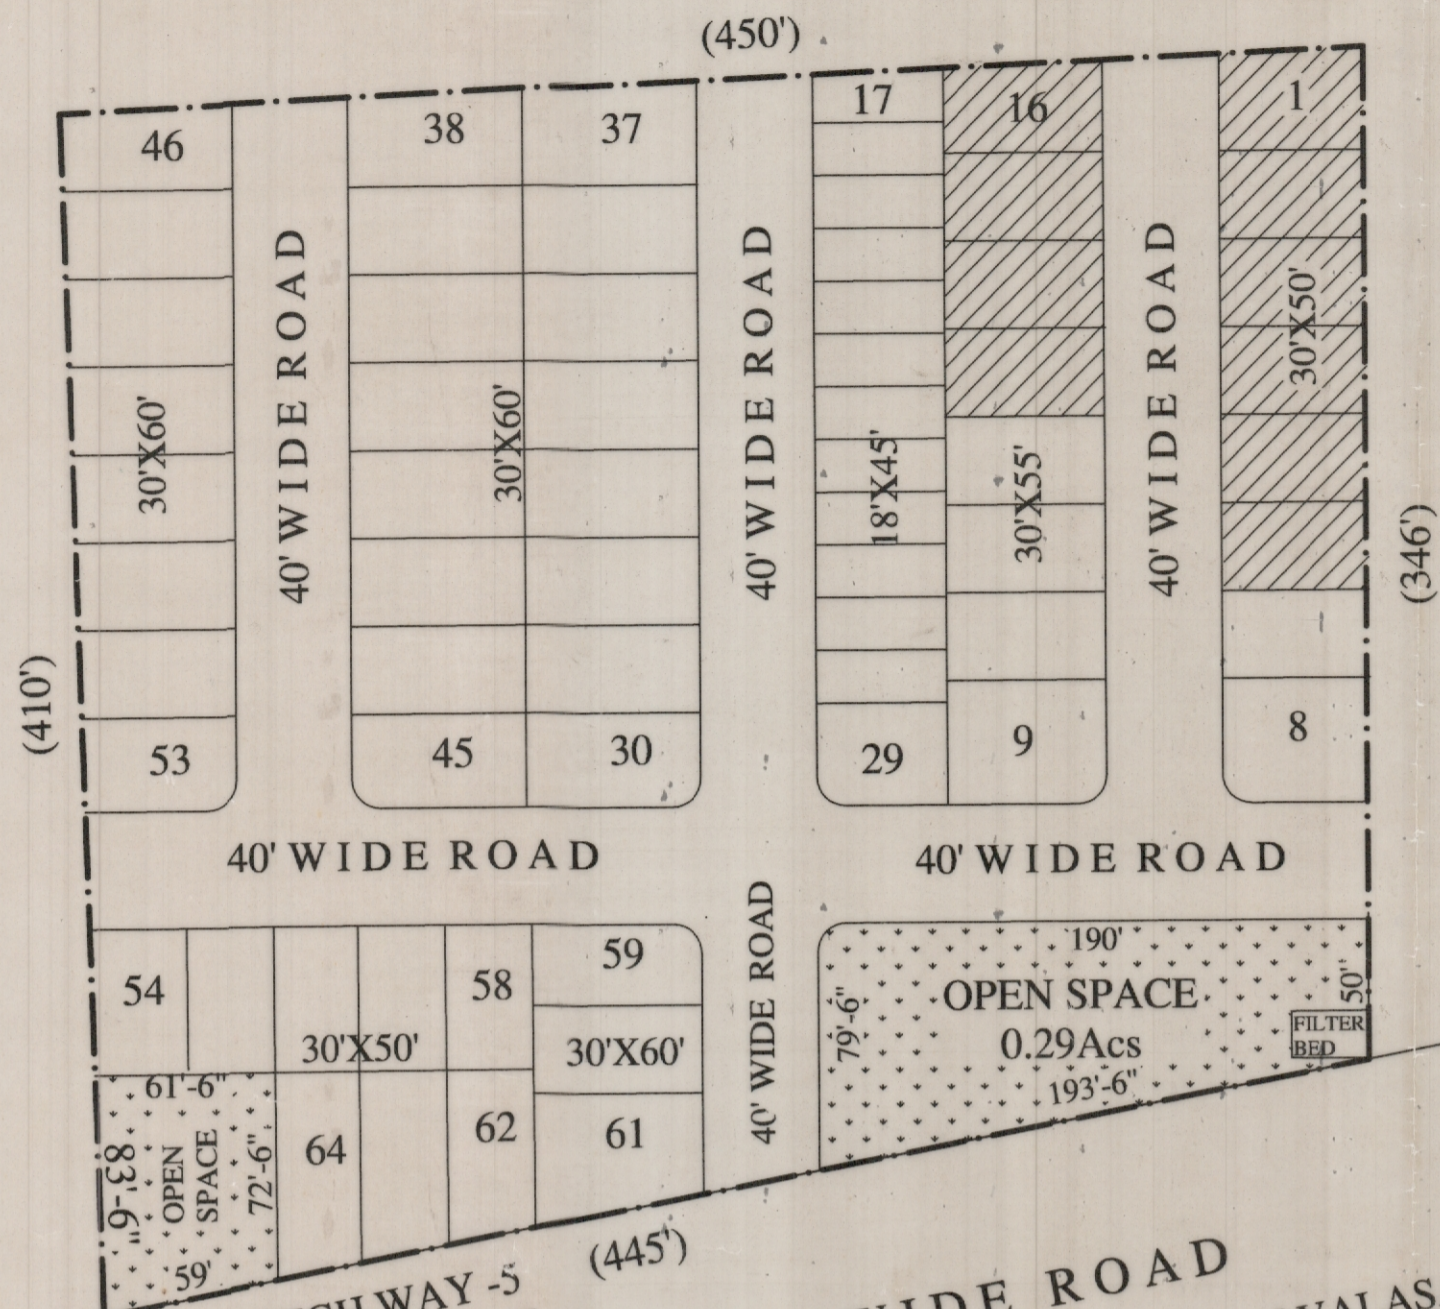 (450')
46
38
37
17
16
1
40' WIDE ROAD
40' WIDE ROAD
40' WIDE ROAD
30'X60'
30'X60'
18'X45'
30'X55'
30'X50'
(346')
(410')
53
45
30
29
9
8
40' WIDE ROAD
40' WIDE ROAD
54
58
59
30'X50'
30'X60'
64
62
61
40' WIDE ROAD
190'
OPEN SPACE
0.29Acs
79'-6"
50"
FILTER
BED
193'-6"
61'-6"
83'-6"
OPEN
SPACE
72'-6"
59'
(445')
WAY -5
ROAD